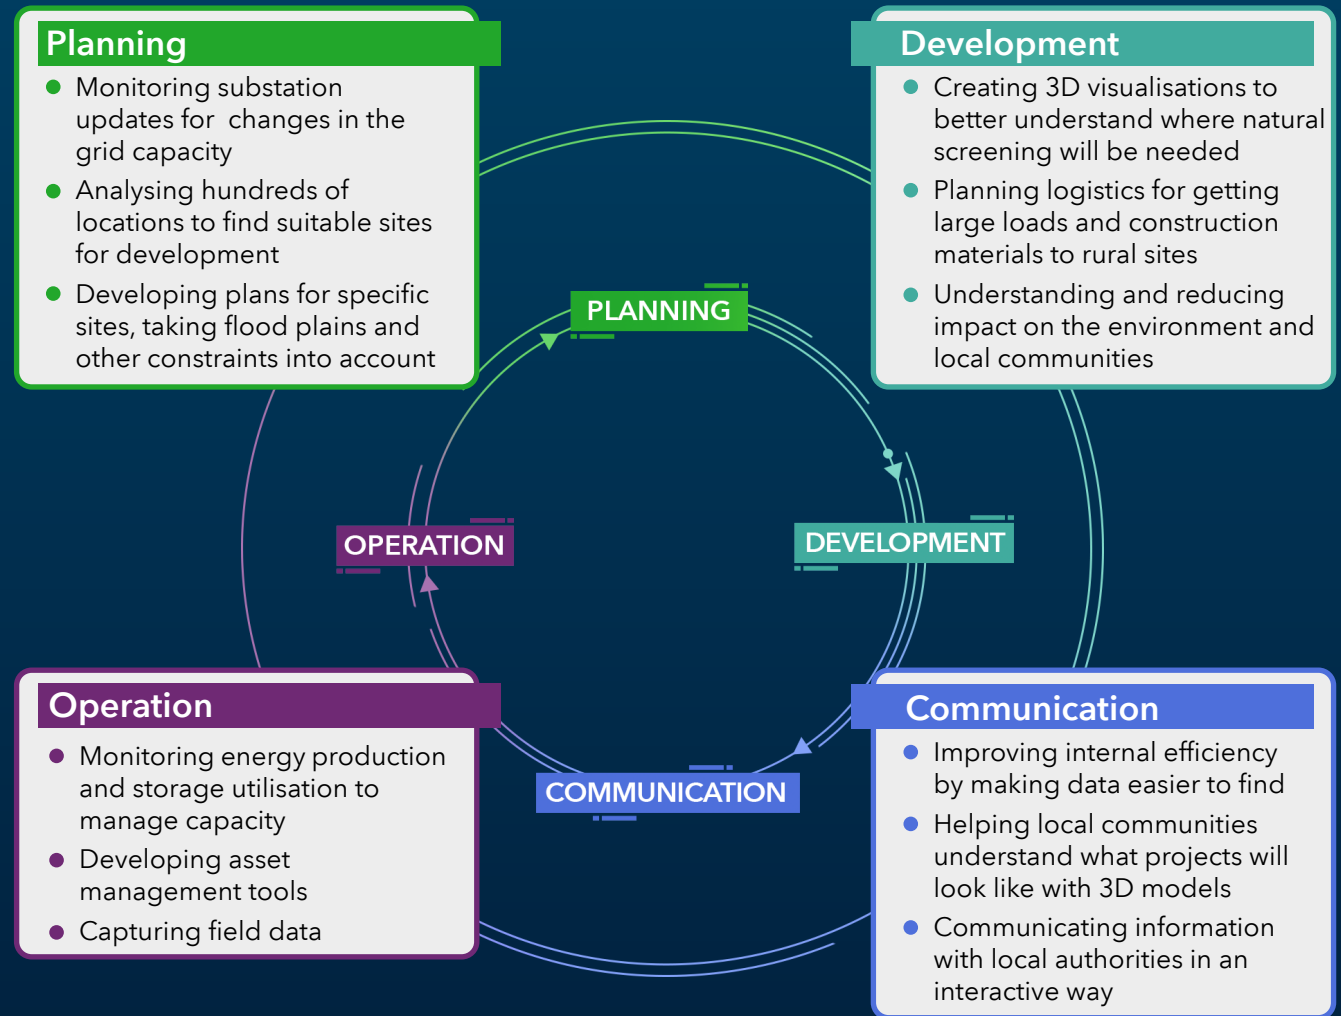 Planning
Monitoring substation
updates for changes in the
grid capacity
Analysing hundreds of
locations to find suitable sites
for development
Developing plans for specific
sites, taking flood plains and
other constraints into account
Development
Creating 3D visualisations to
better understand where natural
screening will be needed
Planning logistics for getting
large loads and construction
materials to rural sites
Understanding and reducing
impact on the environment and
local communities
PLANNING
OPERATION
DEVELOPMENT
COMMUNICATION
Operation
Monitoring energy production
and storage utilisation to
manage capacity
Developing asset
management tools
Capturing field data
Communication
Improving internal efficiency
by making data easier to find
Helping local communities
understand what projects will
look like with 3D models
Communicating information
with local authorities in an
interactive way